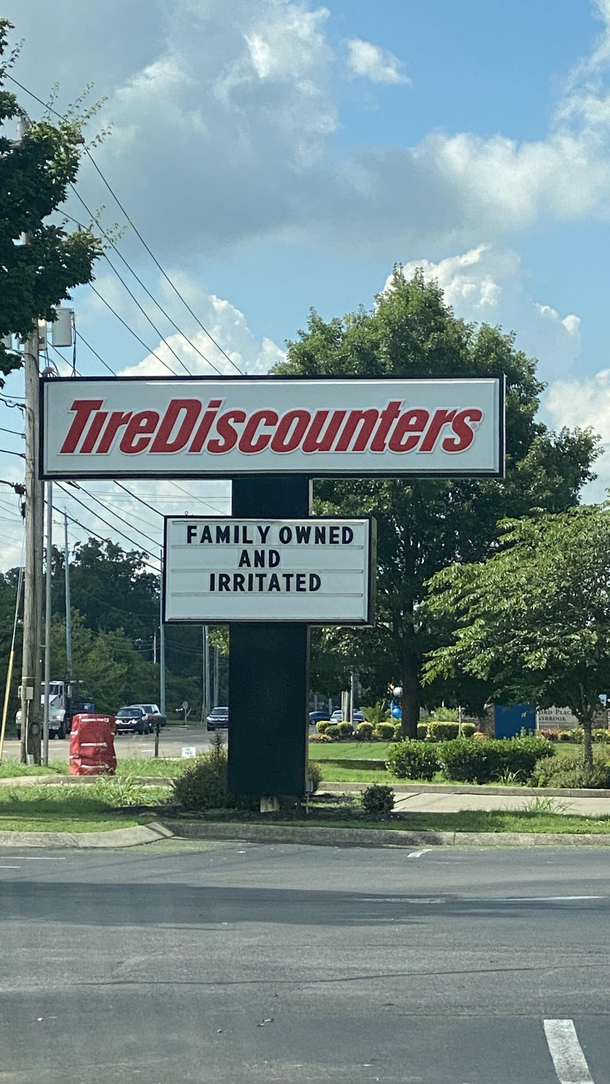 TireDiscounters
FAMILY OWNED
AND
IRRITATED